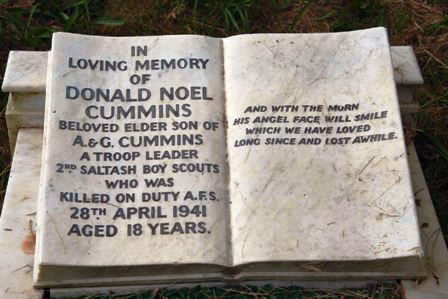 IN
LOVING MEMORY
OF
DONALD NOEL
CUMMINS
BELOVED ELDER SON OF
A.& G. CUMMINS
A TROOP LEADER
2ND SALTASH BOY SCOUTS
WHO WAS
KILLED ON DUTY A.F.S.
28TH APRIL 1941
AGED 18 YEARS.
AND WITH THE MORN
HIS ANGEL FACE WILL SMILE
WHICH WE HAVE LOVED
LONG SINCE AND LOST AWHILE.